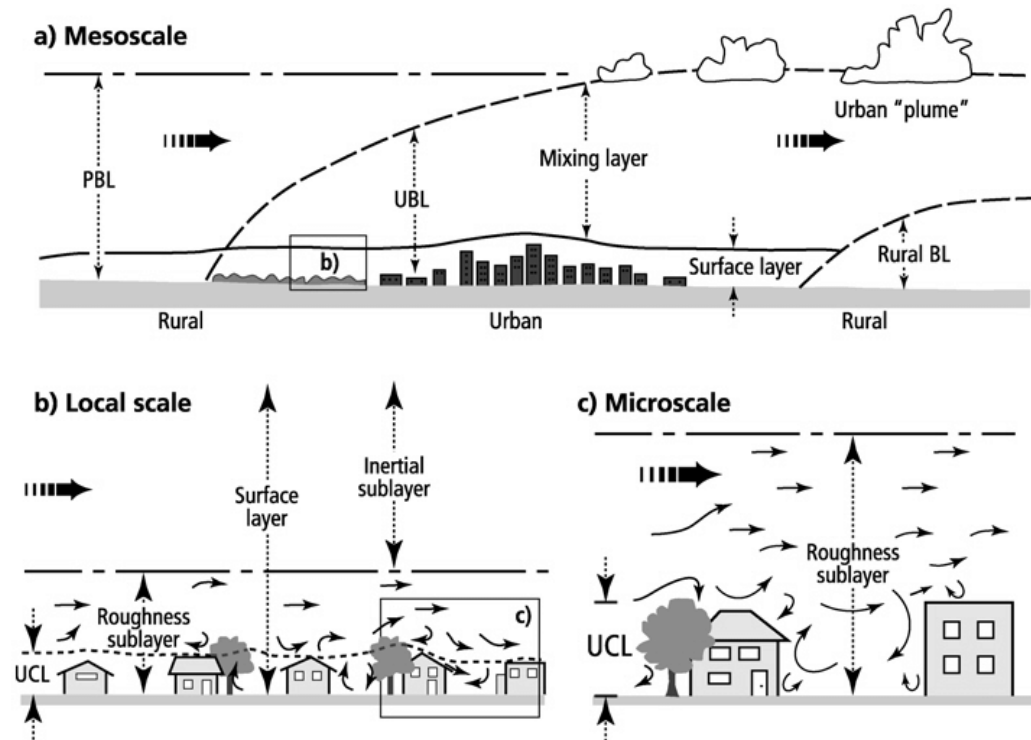 a) Mesoscale
Urban “plume”
Mixing layer
PBL
UBL
b)
Surface layer
Rural BL
Rural
Urban
Rural
b) Local scale
Inertial
sublayer
Surface
layer
Roughness
sublayer
c)
UCL
c) Microscale
Roughness
sublayer
UCL